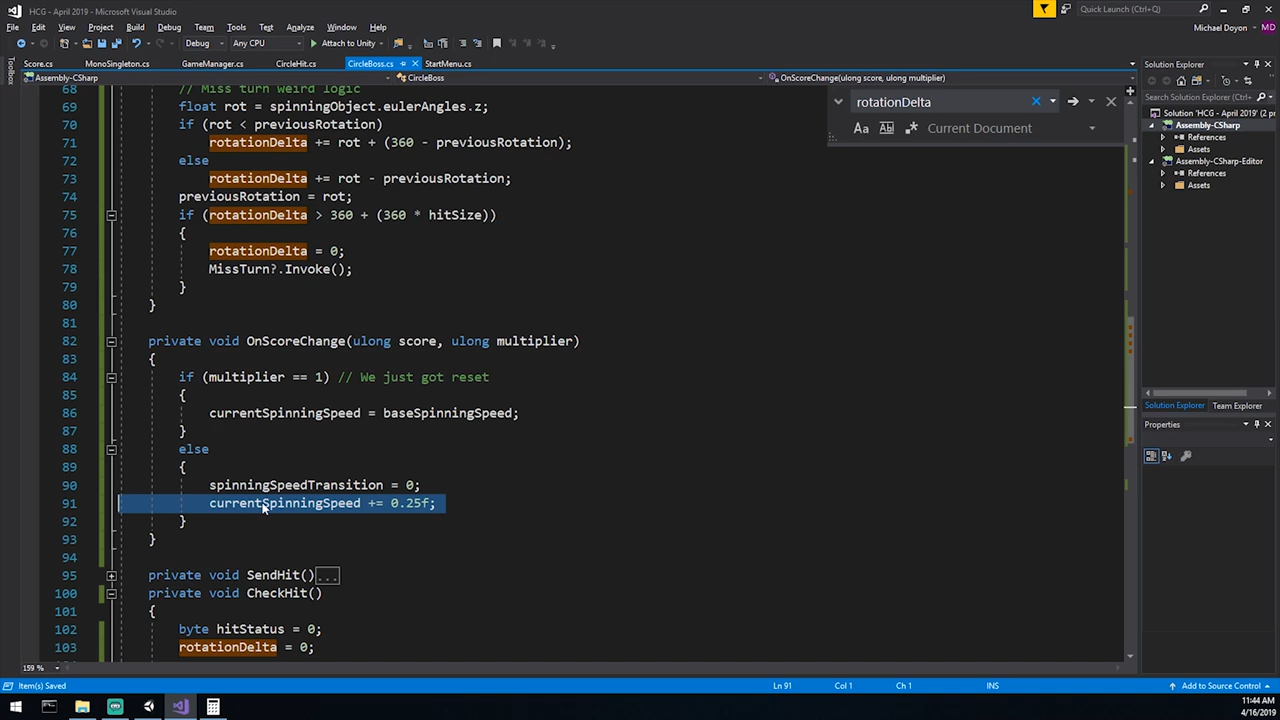 HCG - April 2019 - Microsoft Visual Studio
Quick Launch (Ctrl+Q)
File Edit View Project Build Debug Team Tools Test Analyze Window Help
Michael Doyon MD
Debug Any CPU Attach to Unity
Score.cs MonoSingleton.cs GameManager.cs CircleHit.cs CircleBoss.cs StartMenu.cs
Solution Explorer
Toolbox
Assembly-CSharp CircleBoss OnScoreChange(ulong score, ulong multiplier)
68 // Miss turn weird logic
69 float rot = spinningObject.eulerAngles.z;
70 if (rot < previousRotation)
71 rotationDelta += rot + (360 - previousRotation);
72 else
73 rotationDelta += rot - previousRotation;
74 previousRotation = rot;
75 if (rotationDelta > 360 + (360 * hitSize))
76 {
77 rotationDelta = 0;
78 MissTurn?.Invoke();
79 }
80 }
81
82 private void OnScoreChange(ulong score, ulong multiplier)
83 {
84 if (multiplier == 1) // We just got reset
85 {
86 currentSpinningSpeed = baseSpinningSpeed;
87 }
88 else
89 {
90 spinningSpeedTransition = 0;
91 currentSpinningSpeed += 0.25f;
92 }
93 }
94
95 private void SendHit()...
100 private void CheckHit()
101 {
102 byte hitStatus = 0;
103 rotationDelta = 0;
rotationDelta
Aa Ab Current Document
Search Solution Explorer
Solution 'HCG - April 2019' (2 p
Assembly-CSharp
References
Assets
Assembly-CSharp-Editor
References
Assets
Solution Explorer Team Explorer
Properties
159 %
Item(s) Saved Ln 91 Col 1 Ch 1 INS Add to Source Control
11:44 AM
4/16/2019